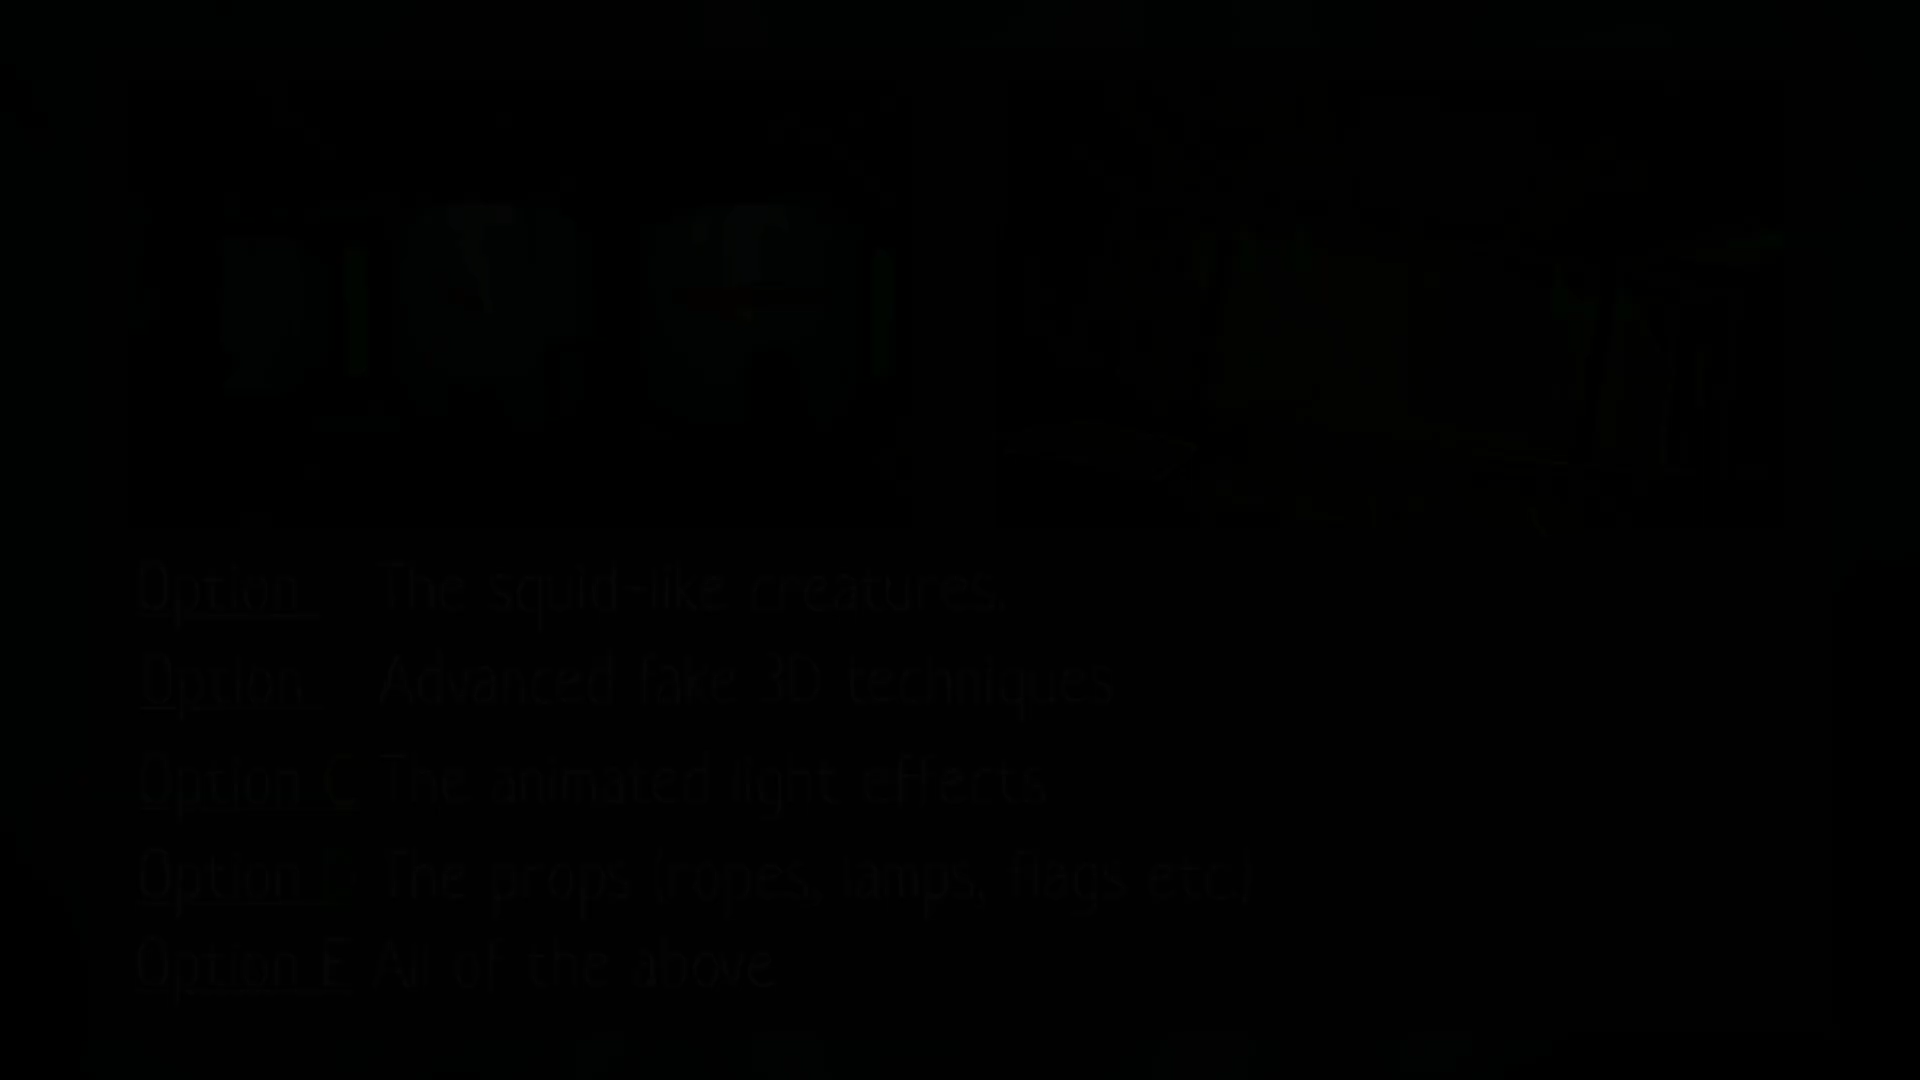 Option The squid-like creatures.
Option Advanced fake 3D techniques
Option C The animated light effects
Option D The props (ropes, lamps, flags etc.)
Option E All of the above